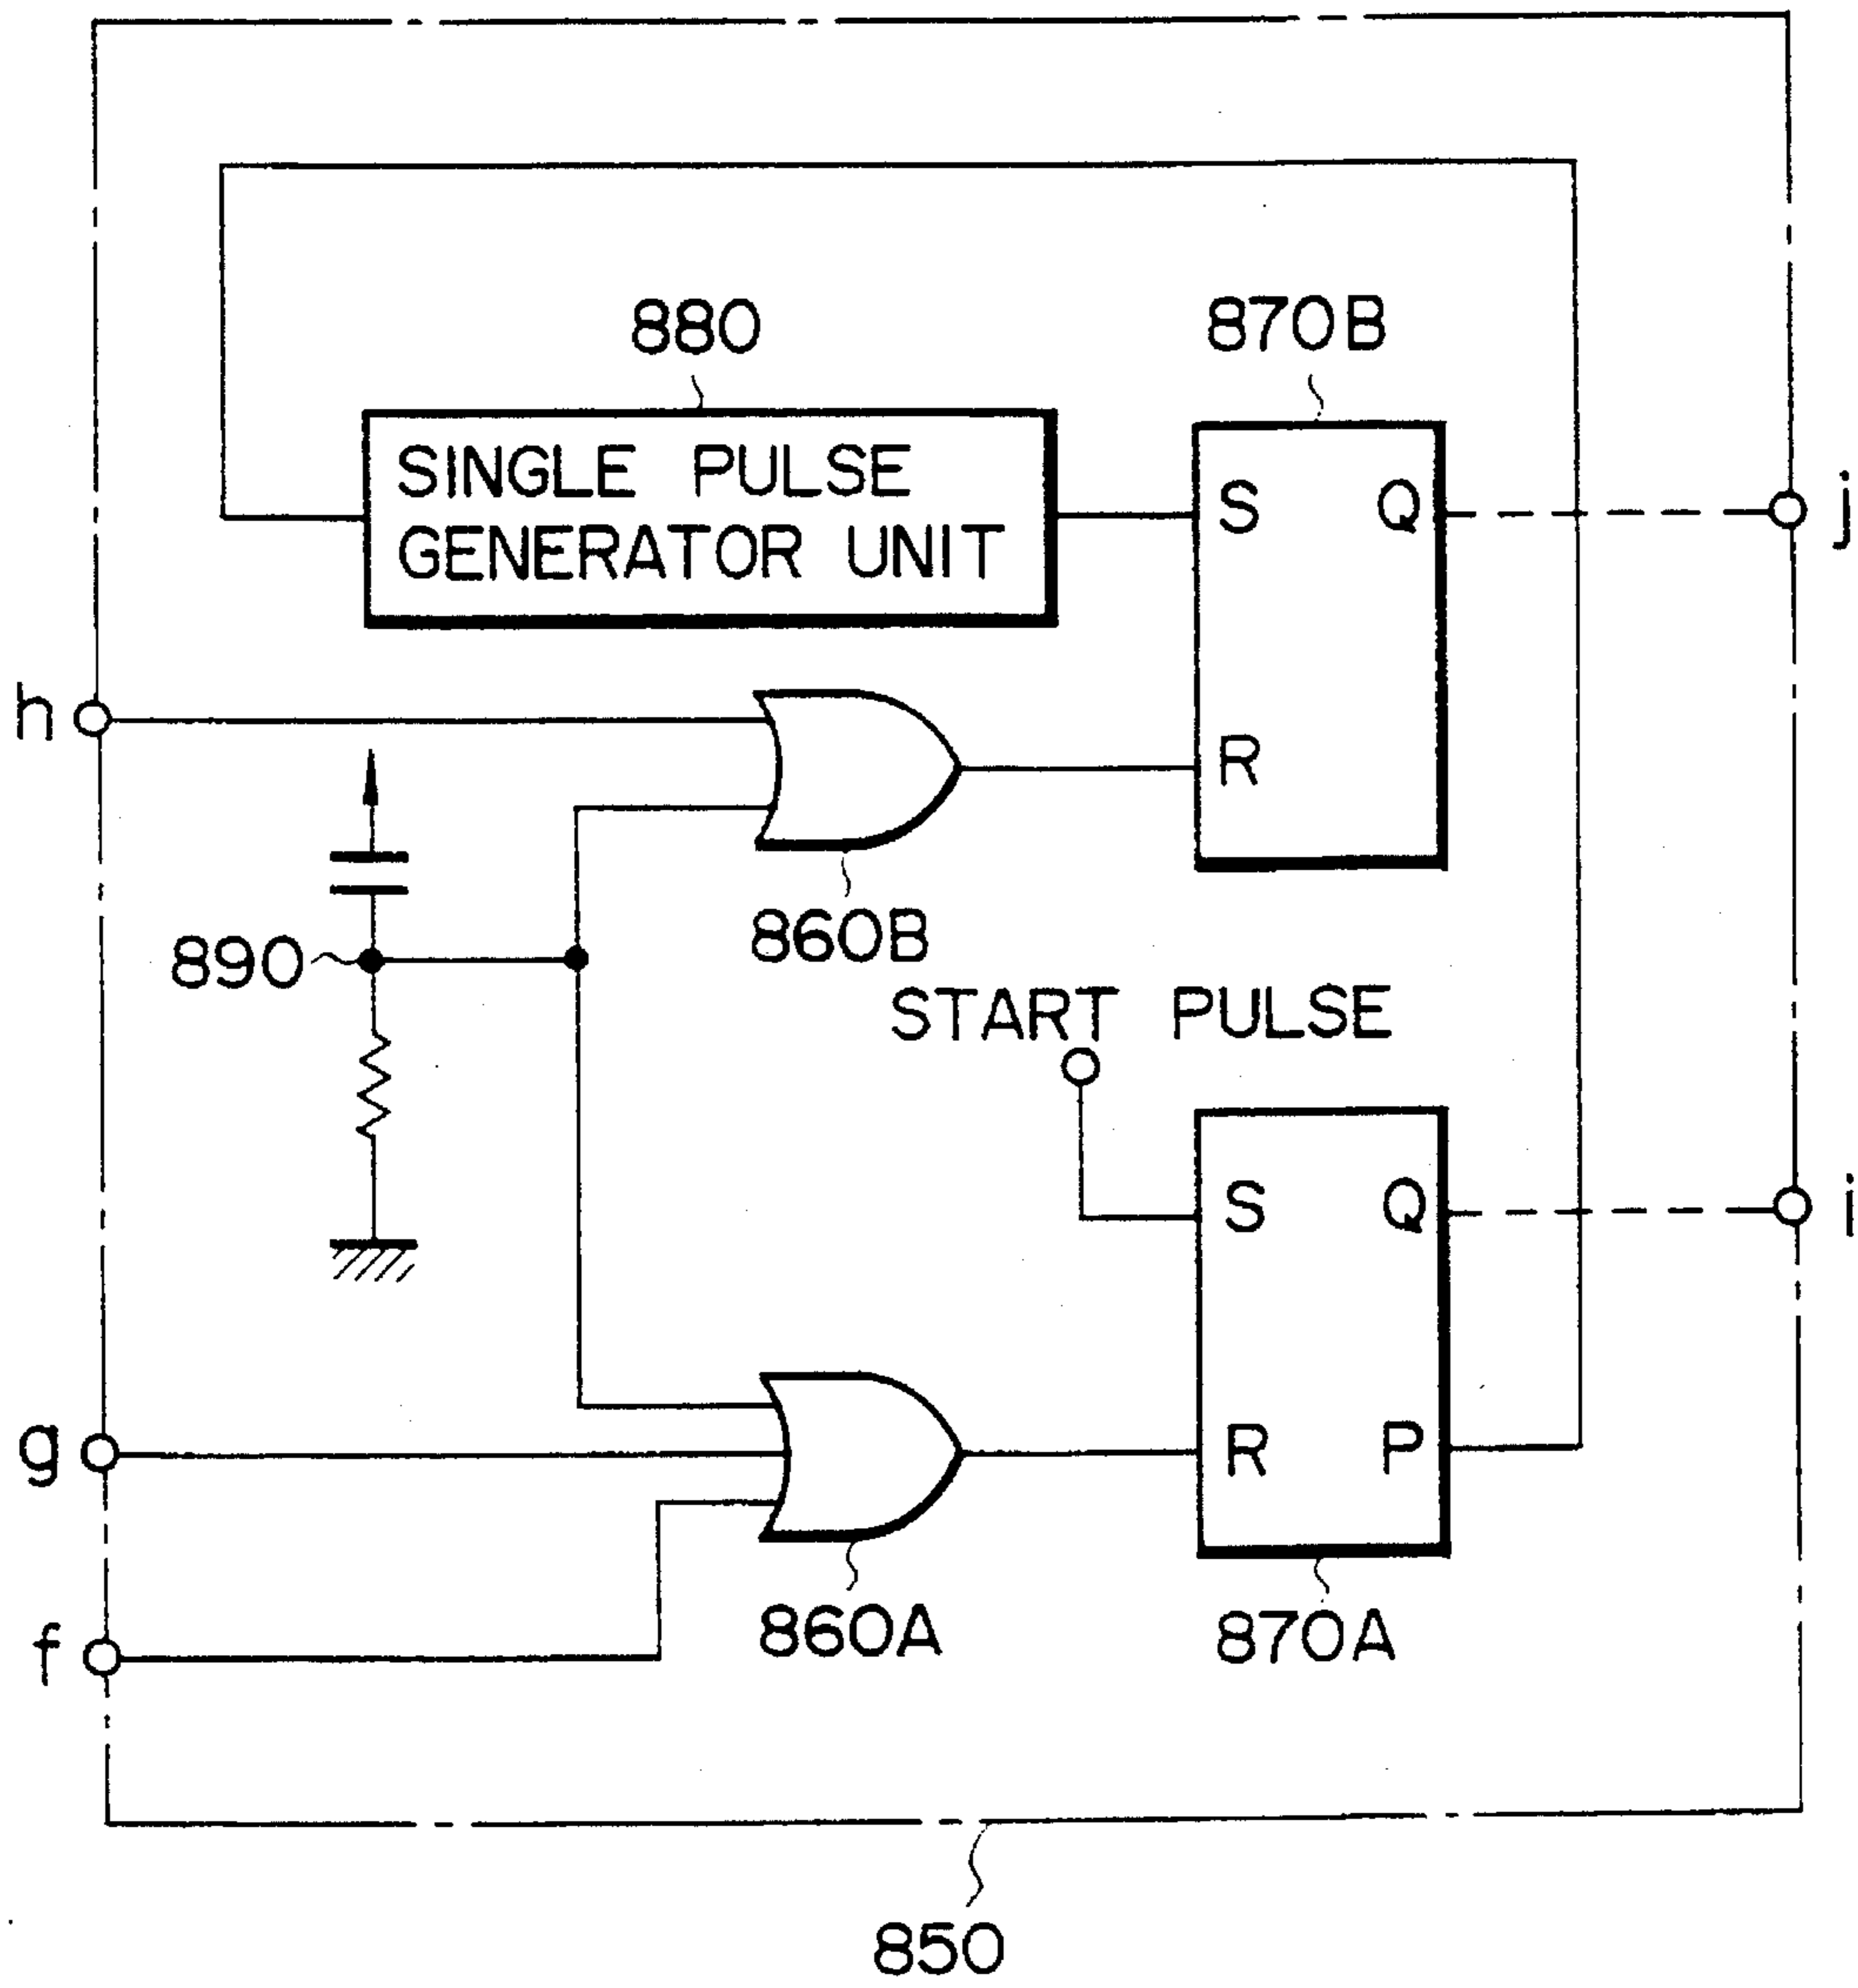 880
870B
SINGLE PULSE
GENERATOR UNIT
S
Q
j
h
R
860B
890
START PULSE
S
Q
i
g
R
P
f
860A
870A
850